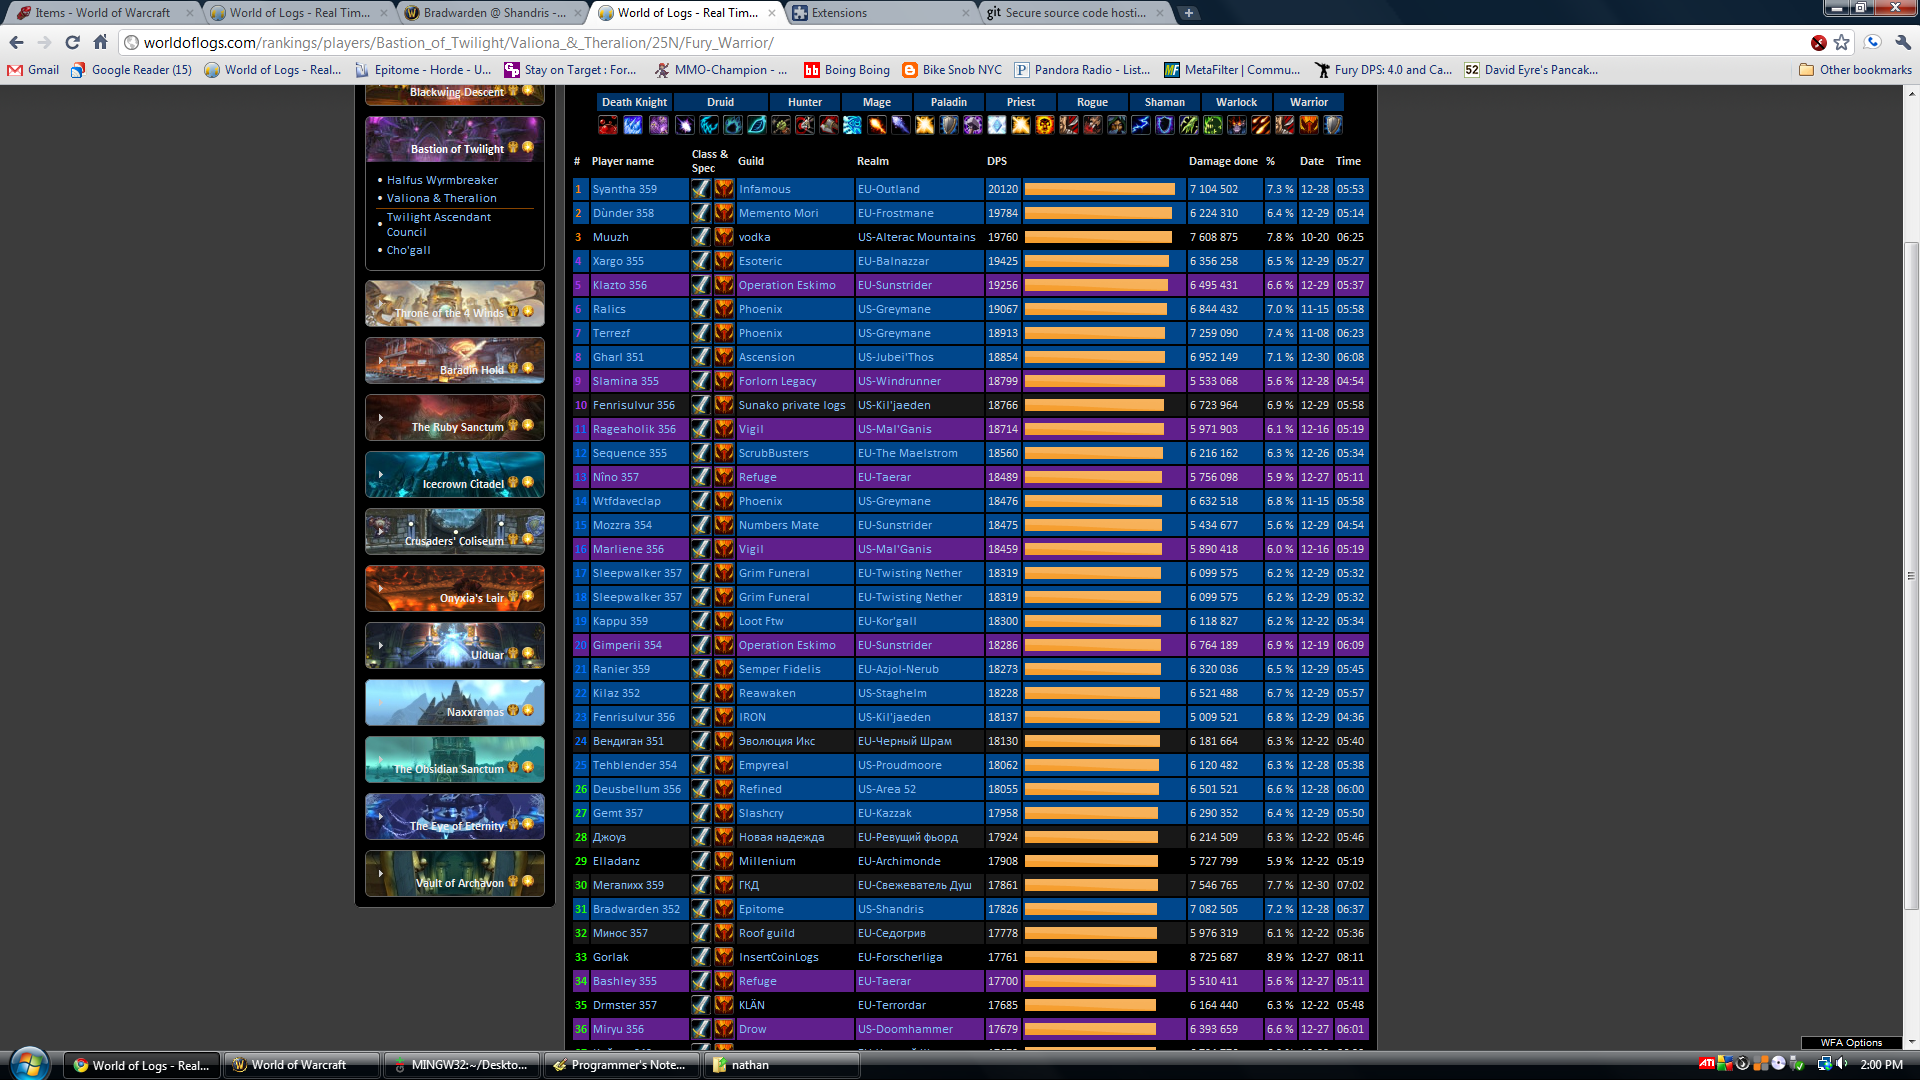 Items - World of Warcraft
World of Logs - Real Tim...
Bradwarden @ Shandris -...
World of Logs - Real Tim...
Extensions
git Secure source code hosti...
worldoflogs.com/rankings/players/Bastion_of_Twilight/Valiona_&_Theralion/25N/Fury_Warrior/
Gmail
Google Reader (15)
World of Logs - Real...
Epitome - Horde - U...
Stay on Target : For...
MMO-Champion - ...
Boing Boing
Bike Snob NYC
Pandora Radio - List...
MetaFilter | Commu...
Fury DPS: 4.0 and Ca...
52 David Eyre's Pancak...
Other bookmarks
Blackwing Descent
Bastion of Twilight
• Halfus Wyrmbreaker
• Valiona & Theralion
• Twilight Ascendant Council
• Cho'gall
Throne of the 4 Winds
Baradin Hold
The Ruby Sanctum
Icecrown Citadel
Crusaders' Coliseum
Onyxia's Lair
Ulduar
Naxxramas
The Obsidian Sanctum
The Eye of Eternity
Vault of Archavon
Death Knight Druid Hunter Mage Paladin Priest Rogue Shaman Warlock Warrior
# Player name Class & Spec Guild Realm DPS Damage done % Date Time
1 Syantha 359 Infamous EU-Outland 20120 7 104 502 7.3 % 12-28 05:53
2 Dùnder 358 Memento Mori EU-Frostmane 19784 6 224 310 6.4 % 12-29 05:14
3 Muuzh vodka US-Alterac Mountains 19760 7 608 875 7.8 % 10-20 06:25
4 Xargo 355 Esoteric EU-Balnazzar 19425 6 356 258 6.5 % 12-29 05:27
5 Klazto 356 Operation Eskimo EU-Sunstrider 19256 6 495 431 6.6 % 12-29 05:37
6 Ralics Phoenix US-Greymane 19067 6 844 432 7.0 % 11-15 05:58
7 Terrezf Phoenix US-Greymane 18913 7 259 090 7.4 % 11-08 06:23
8 Gharl 351 Ascension US-Jubei'Thos 18854 6 952 149 7.1 % 12-30 06:08
9 Slamina 355 Forlorn Legacy US-Windrunner 18799 5 533 068 5.6 % 12-28 04:54
10 Fenrisulvur 356 Sunako private logs US-Kil'jaeden 18766 6 723 964 6.9 % 12-29 05:58
11 Rageaholik 356 Vigil US-Mal'Ganis 18714 5 971 903 6.1 % 12-16 05:19
12 Sequence 355 ScrubBusters EU-The Maelstrom 18560 6 216 162 6.3 % 12-26 05:34
13 Nîno 357 Refuge EU-Taerar 18489 5 756 098 5.9 % 12-27 05:11
14 Wtfdaveclap Phoenix US-Greymane 18476 6 632 518 6.8 % 11-15 05:58
15 Mozzra 354 Numbers Mate EU-Sunstrider 18475 5 434 677 5.6 % 12-29 04:54
16 Marliene 356 Vigil US-Mal'Ganis 18459 5 890 418 6.0 % 12-16 05:19
17 Sleepwalker 357 Grim Funeral EU-Twisting Nether 18319 6 099 575 6.2 % 12-29 05:32
18 Sleepwalker 357 Grim Funeral EU-Twisting Nether 18319 6 099 575 6.2 % 12-29 05:32
19 Kappu 359 Loot Ftw EU-Kor'gall 18300 6 118 827 6.2 % 12-22 05:34
20 Gimperii 354 Operation Eskimo EU-Sunstrider 18286 6 764 189 6.9 % 12-19 06:09
21 Ranier 359 Semper Fidelis EU-Azjol-Nerub 18273 6 320 036 6.5 % 12-29 05:45
22 Kilaz 352 Reawaken US-Staghelm 18228 6 521 488 6.7 % 12-29 05:57
23 Fenrisulvur 356 IRON US-Kil'jaeden 18137 5 009 521 6.8 % 12-29 04:36
24 Вендиган 351 Эволюция Икс EU-Черный Шрам 18130 6 181 664 6.3 % 12-22 05:40
25 Tehblender 354 Empyreal US-Proudmoore 18062 6 120 482 6.3 % 12-28 05:38
26 Deusbellum 356 Refined US-Area 52 18055 6 501 521 6.6 % 12-28 06:00
27 Gemt 357 Slashcry EU-Kazzak 17958 6 290 352 6.4 % 12-29 05:50
28 Джоуз Новая надежда EU-Ревущий фьорд 17924 6 214 509 6.3 % 12-22 05:46
29 Elladanz Millenium EU-Archimonde 17908 5 727 799 5.9 % 12-22 05:19
30 Мегапихх 359 ГКД EU-Свежеватель Душ 17861 7 546 765 7.7 % 12-30 07:02
31 Bradwarden 352 Epitome US-Shandris 17826 7 082 505 7.2 % 12-28 06:37
32 Минос 357 Roof guild EU-Седогрив 17778 5 976 319 6.1 % 12-22 05:36
33 Gorlak InsertCoinLogs EU-Forscherliga 17761 8 725 687 8.9 % 12-27 08:11
34 Bashley 355 Refuge EU-Taerar 17700 5 510 411 5.6 % 12-27 05:11
35 Drmster 357 KLÄN EU-Terrordar 17685 6 164 440 6.3 % 12-22 05:48
36 Miryu 356 Drow US-Doomhammer 17679 6 393 659 6.6 % 12-27 06:01
WFA Options
World of Logs - Real...
World of Warcraft
MINGW32:~/Deskto...
Programmer's Note...
nathan
2:00 PM